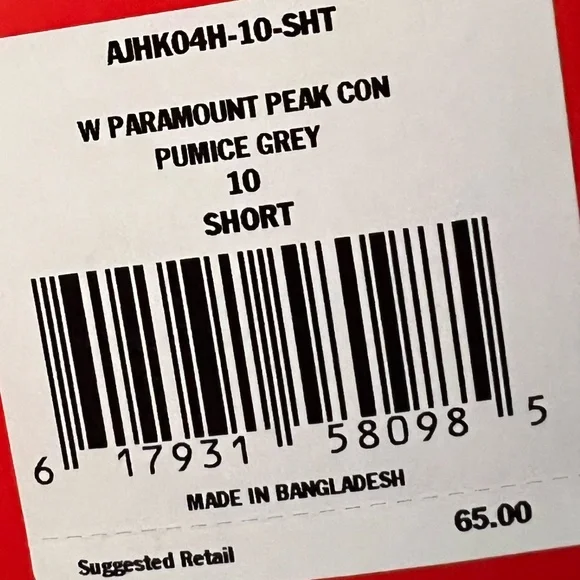 AJHK04H-10-SHT
W PARAMOUNT PEAK CON
PUMICE GREY
10
SHORT
6 17931 58098 5
MADE IN BANGLADESH
65.00
Suggested Retail